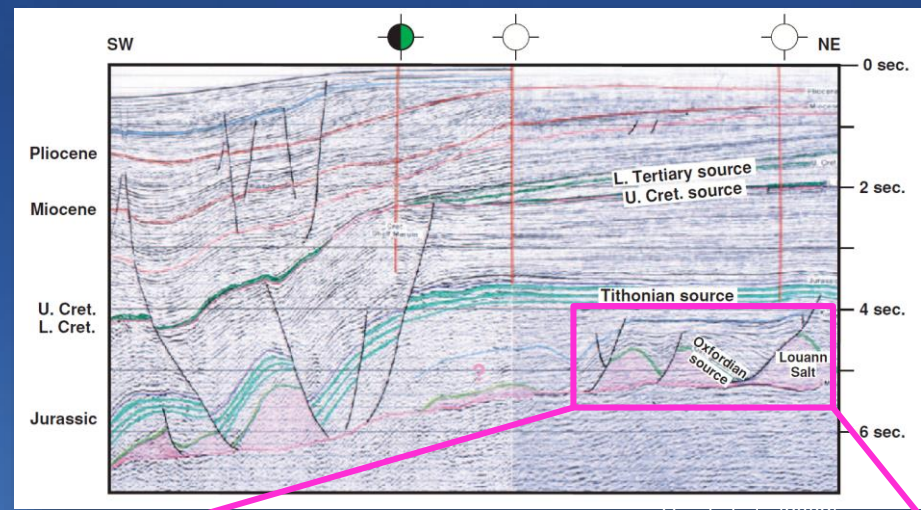 SW
NE
0 sec.
Pliocene
Miocene
L. Tertiary source
U. Cret. source
2 sec.
U. Cret.
L. Cret.
Tithonian source
4 sec.
Oxfordian
source
Louann
Salt
Jurassic
6 sec.